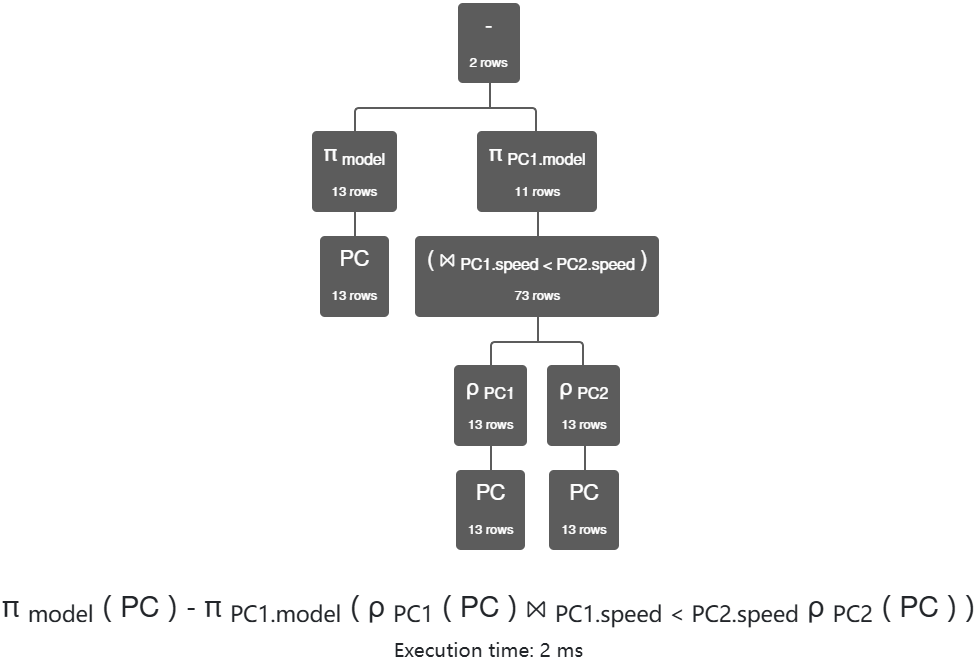 -
2 rows
π model
13 rows
π PC1.model
11 rows
PC
13 rows
( ⋈ PC1.speed < PC2.speed )
73 rows
ρ PC1
13 rows
ρ PC2
13 rows
PC
13 rows
PC
13 rows
π model ( PC ) - π PC1.model ( ρ PC1 ( PC ) ⋈ PC1.speed < PC2.speed ρ PC2 ( PC ) )
Execution time: 2 ms